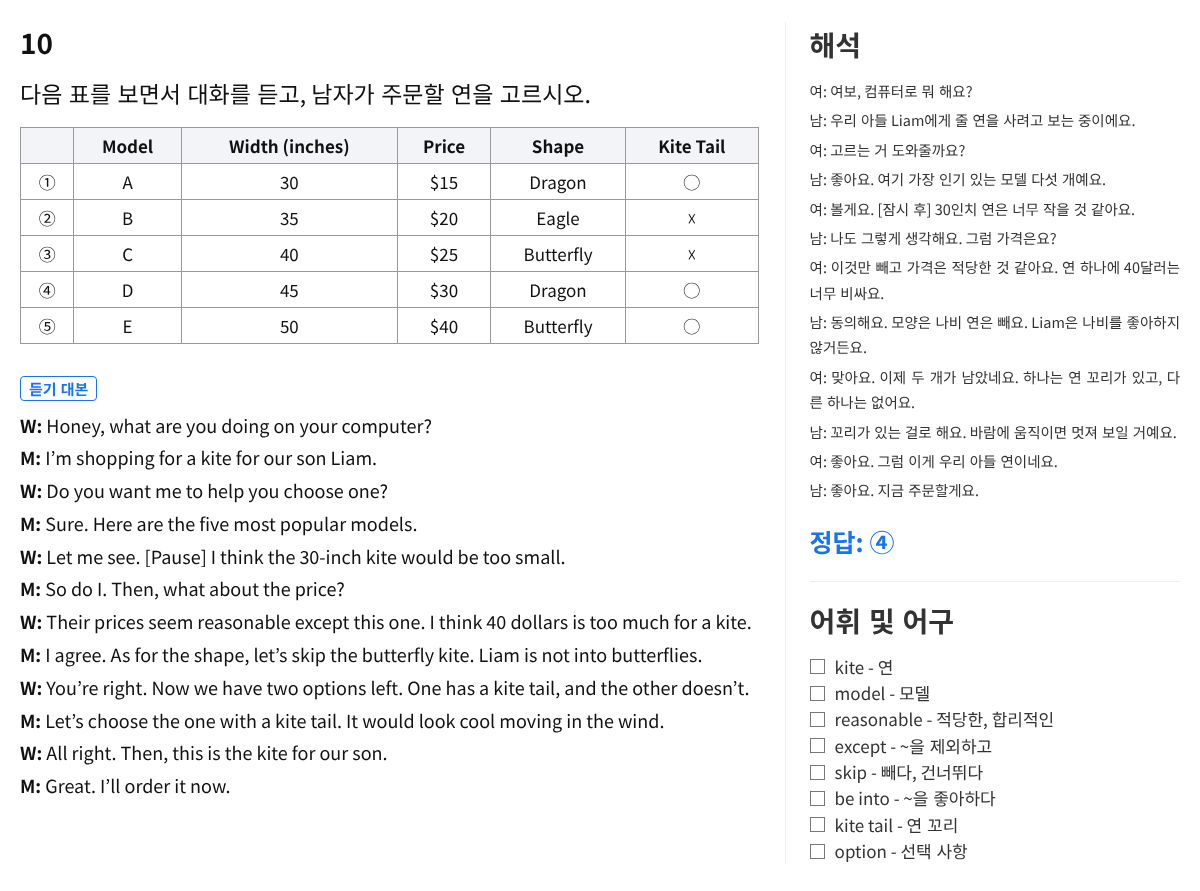 10
다음 표를 보면서 대화를 듣고, 남자가 주문할 연을 고르시오.
Model Width (inches) Price Shape Kite Tail
① A 30 $15 Dragon ○
② B 35 $20 Eagle x
③ C 40 $25 Butterfly x
④ D 45 $30 Dragon ○
⑤ E 50 $40 Butterfly ○
듣기 대본
W: Honey, what are you doing on your computer?
M: I’m shopping for a kite for our son Liam.
W: Do you want me to help you choose one?
M: Sure. Here are the five most popular models.
W: Let me see. [Pause] I think the 30-inch kite would be too small.
M: So do I. Then, what about the price?
W: Their prices seem reasonable except this one. I think 40 dollars is too much for a kite.
M: I agree. As for the shape, let’s skip the butterfly kite. Liam is not into butterflies.
W: You’re right. Now we have two options left. One has a kite tail, and the other doesn’t.
M: Let’s choose the one with a kite tail. It would look cool moving in the wind.
W: All right. Then, this is the kite for our son.
M: Great. I’ll order it now.
해석
여: 여보, 컴퓨터로 뭐 해요?
남: 우리 아들 Liam에게 줄 연을 사려고 보는 중이에요.
여: 고르는 거 도와줄까요?
남: 좋아요. 여기 가장 인기 있는 모델 다섯 개예요.
여: 볼게요. [잠시 후] 30인치 연은 너무 작을 것 같아요.
남: 나도 그렇게 생각해요. 그럼 가격은요?
여: 이것만 빼고 가격은 적당한 것 같아요. 연 하나에 40달러는
너무 비싸요.
남: 동의해요. 모양은 나비 연은 빼요. Liam은 나비를 좋아하지
않거든요.
여: 맞아요. 이제 두 개가 남았네요. 하나는 연 꼬리가 있고, 다
른 하나는 없어요.
남: 꼬리가 있는 걸로 해요. 바람에 움직이면 멋져 보일 거예요.
여: 좋아요. 그럼 이게 우리 아들 연이네요.
남: 좋아요. 지금 주문할게요.
정답: ④
어휘 및 어구
☐ kite - 연
☐ model - 모델
☐ reasonable - 적당한, 합리적인
☐ except - ~을 제외하고
☐ skip - 빼다, 건너뛰다
☐ be into - ~을 좋아하다
☐ kite tail - 연 꼬리
☐ option - 선택 사항